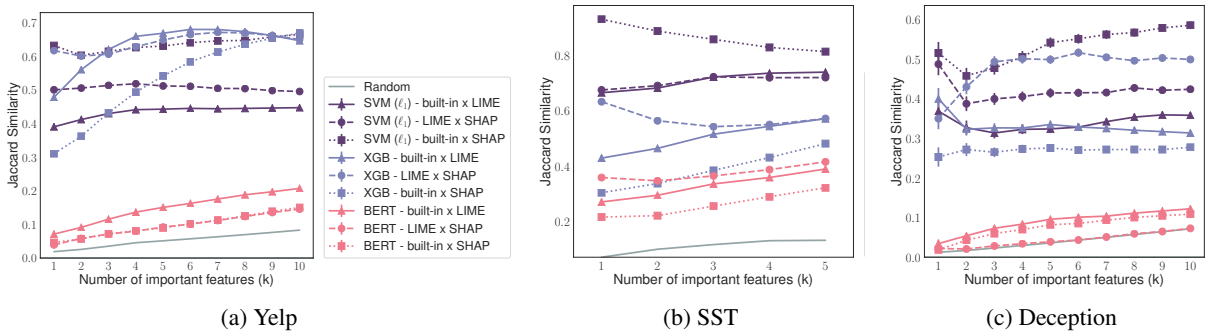 0.7
0.6
0.5
0.4
0.3
0.2
0.1
0.0
Jaccard Similarity
1 2 3 4 5 6 7 8 9 10
Number of important features (k)
(a) Yelp
Random
SVM (ℓ₁) - built-in x LIME
SVM (ℓ₁) - LIME x SHAP
SVM (ℓ₁) - built-in x SHAP
XGB - built-in x LIME
XGB - LIME x SHAP
XGB - built-in x SHAP
BERT - built-in x LIME
BERT - LIME x SHAP
BERT - built-in x SHAP
0.8
0.6
0.4
0.2
Jaccard Similarity
1 2 3 4 5
Number of important features (k)
(b) SST
0.6
0.5
0.4
0.3
0.2
0.1
0.0
Jaccard Similarity
1 2 3 4 5 6 7 8 9 10
Number of important features (k)
(c) Deception